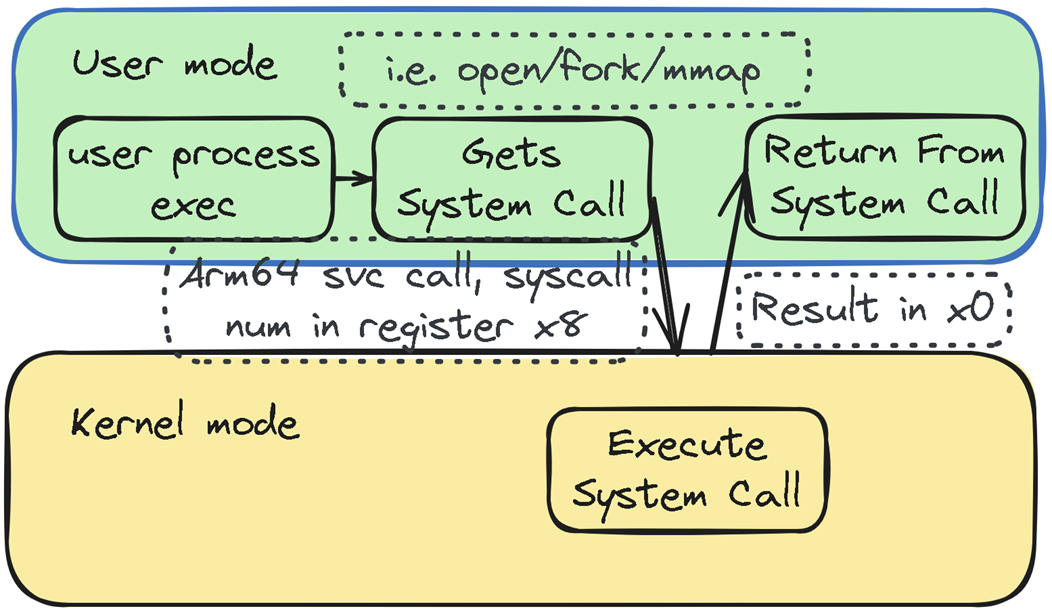 User mode
i.e. open/fork/mmap
user process
exec
Gets
System Call
Return From
System Call
Arm64 svc call, syscall
num in register x8
Result in x0
Kernel mode
Execute
System Call